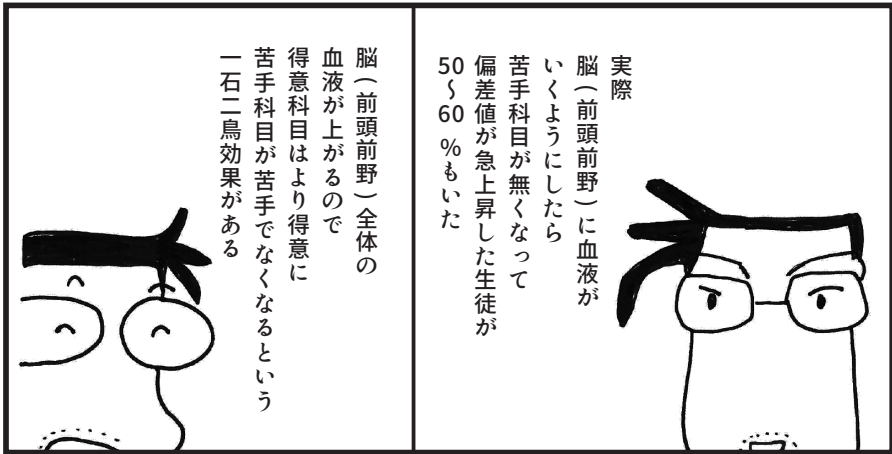 実際
脳(前頭前野)に血液が
いくようにしたら
苦手科目が無くなって
偏差値が急上昇した生徒が
50〜60%もいた
脳(前頭前野)全体の
血液が上がるので
得意科目はより得意に
苦手科目が苦手でなくなるという
一石二鳥効果がある